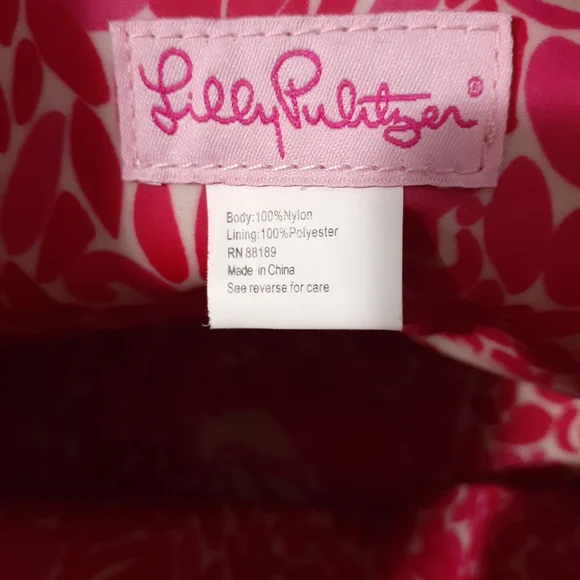 Lilly Pulitzer®
Body:100%Nylon
Lining:100%Polyester
RN 88189
Made in China
See reverse for care